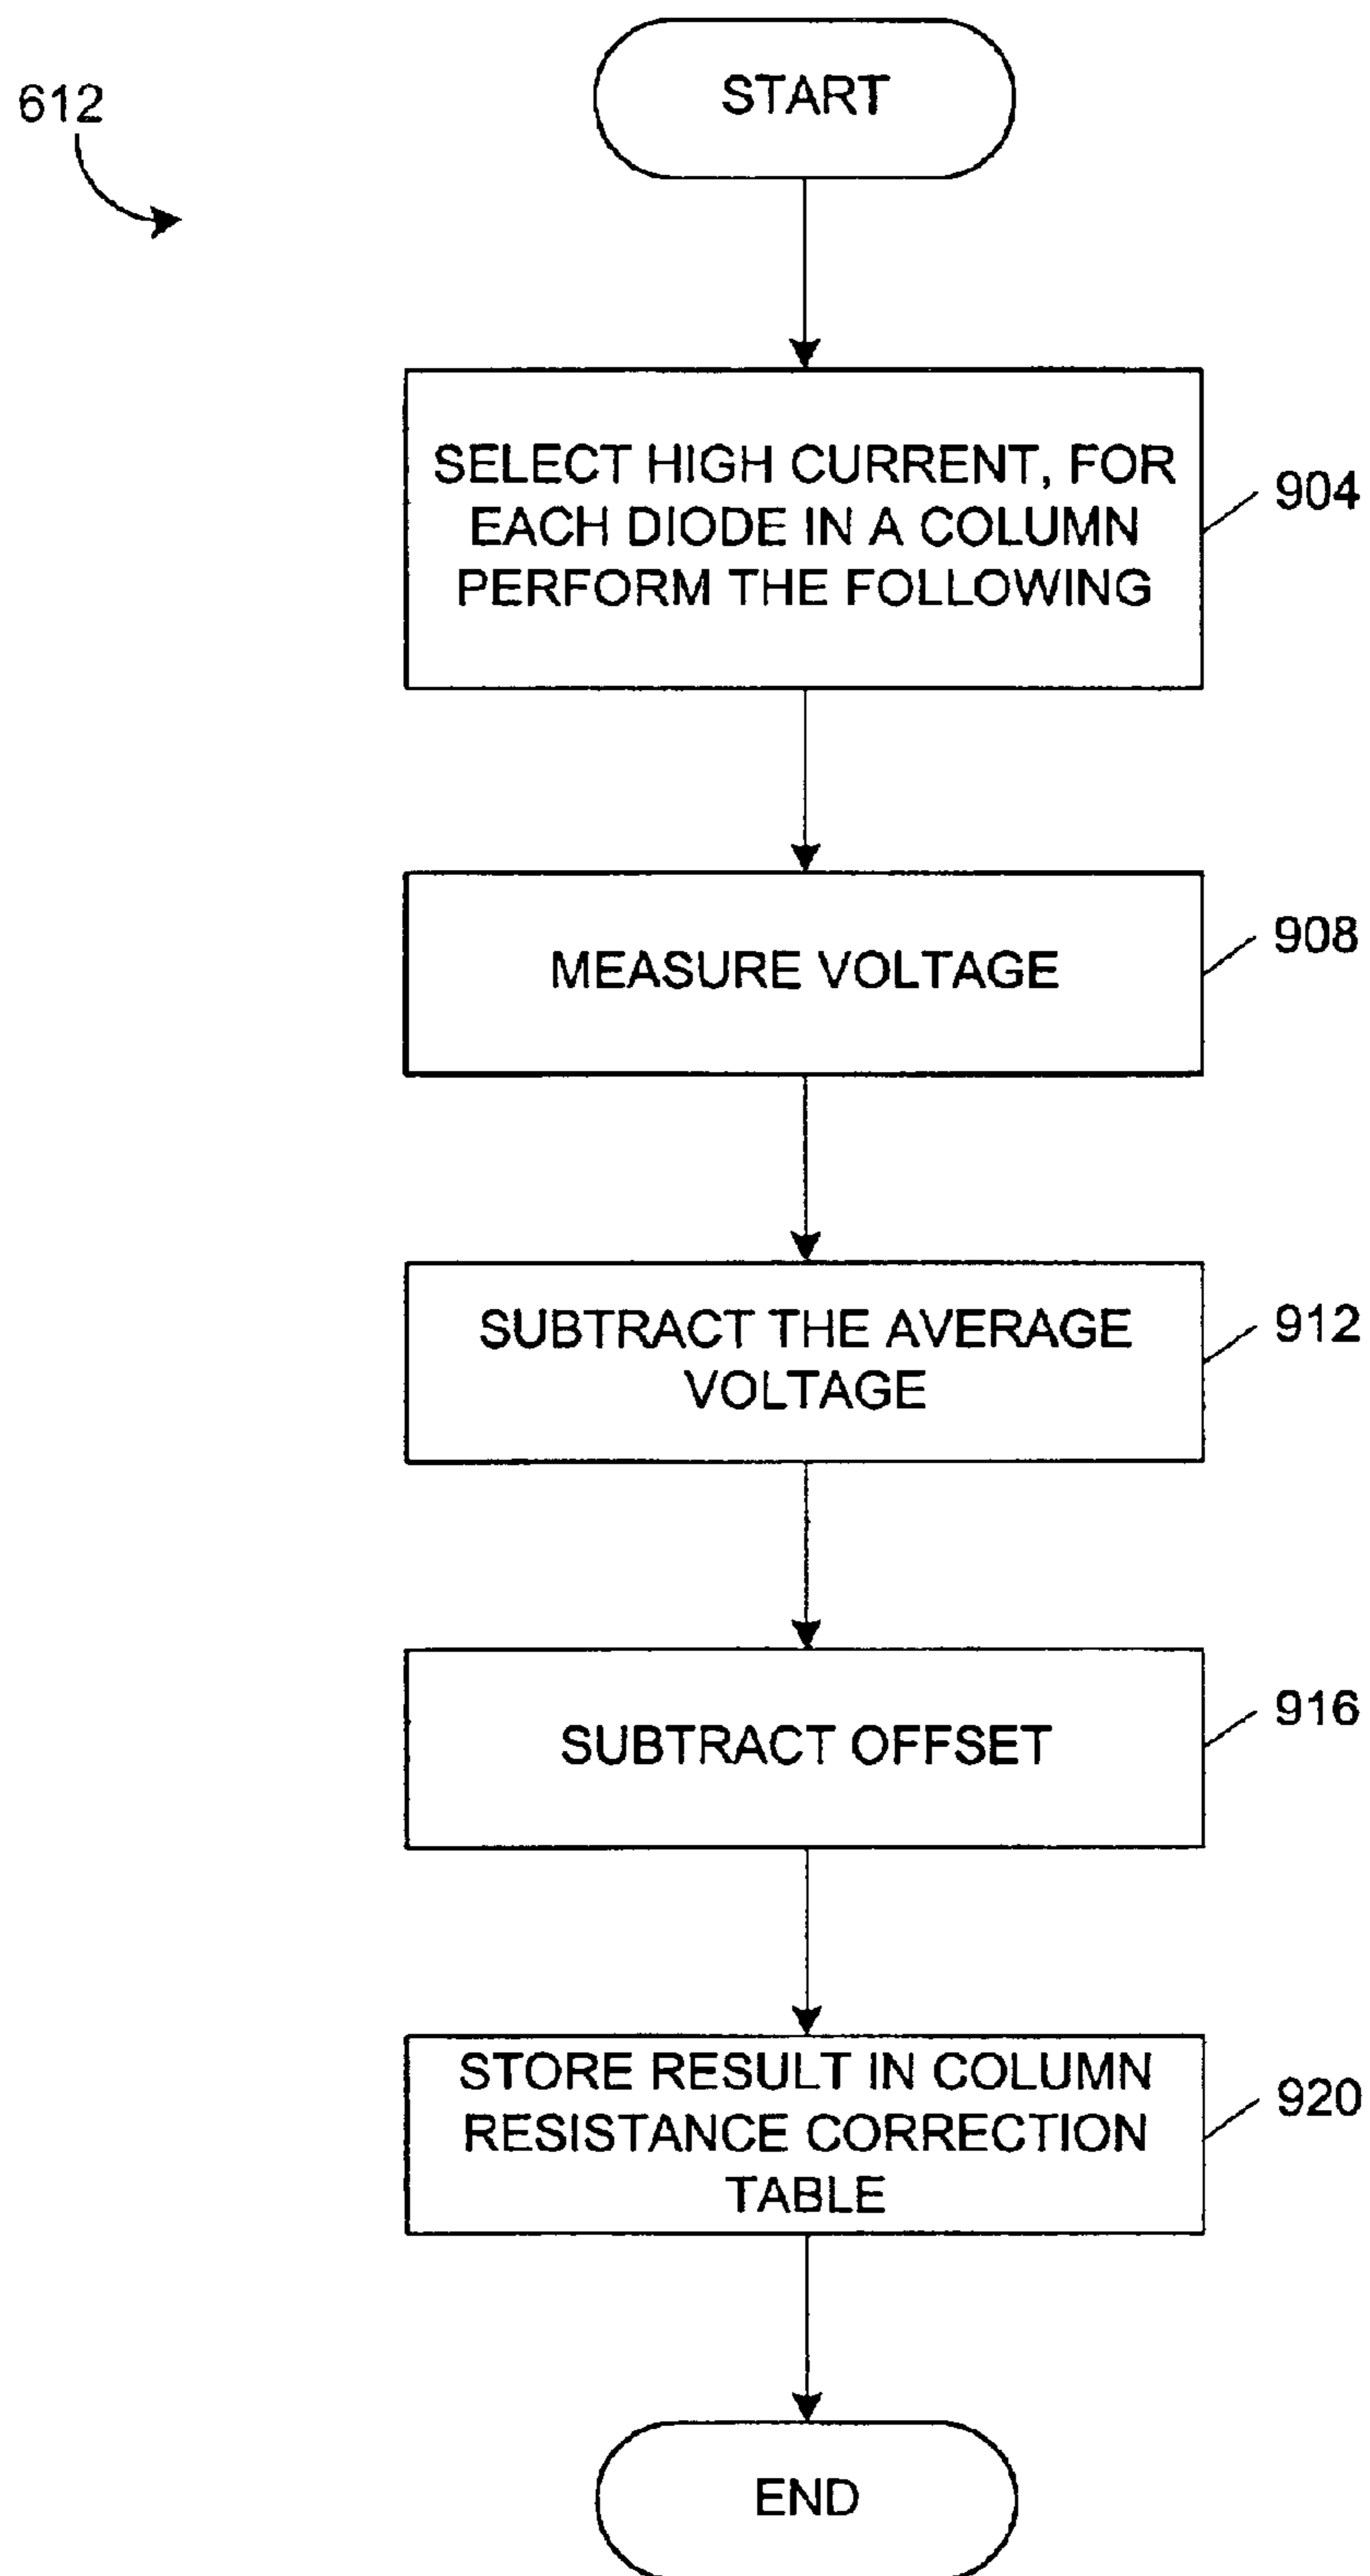 612
START
SELECT HIGH CURRENT, FOR
EACH DIODE IN A COLUMN
PERFORM THE FOLLOWING
904
MEASURE VOLTAGE
908
SUBTRACT THE AVERAGE
VOLTAGE
912
SUBTRACT OFFSET
916
STORE RESULT IN COLUMN
RESISTANCE CORRECTION
TABLE
920
END